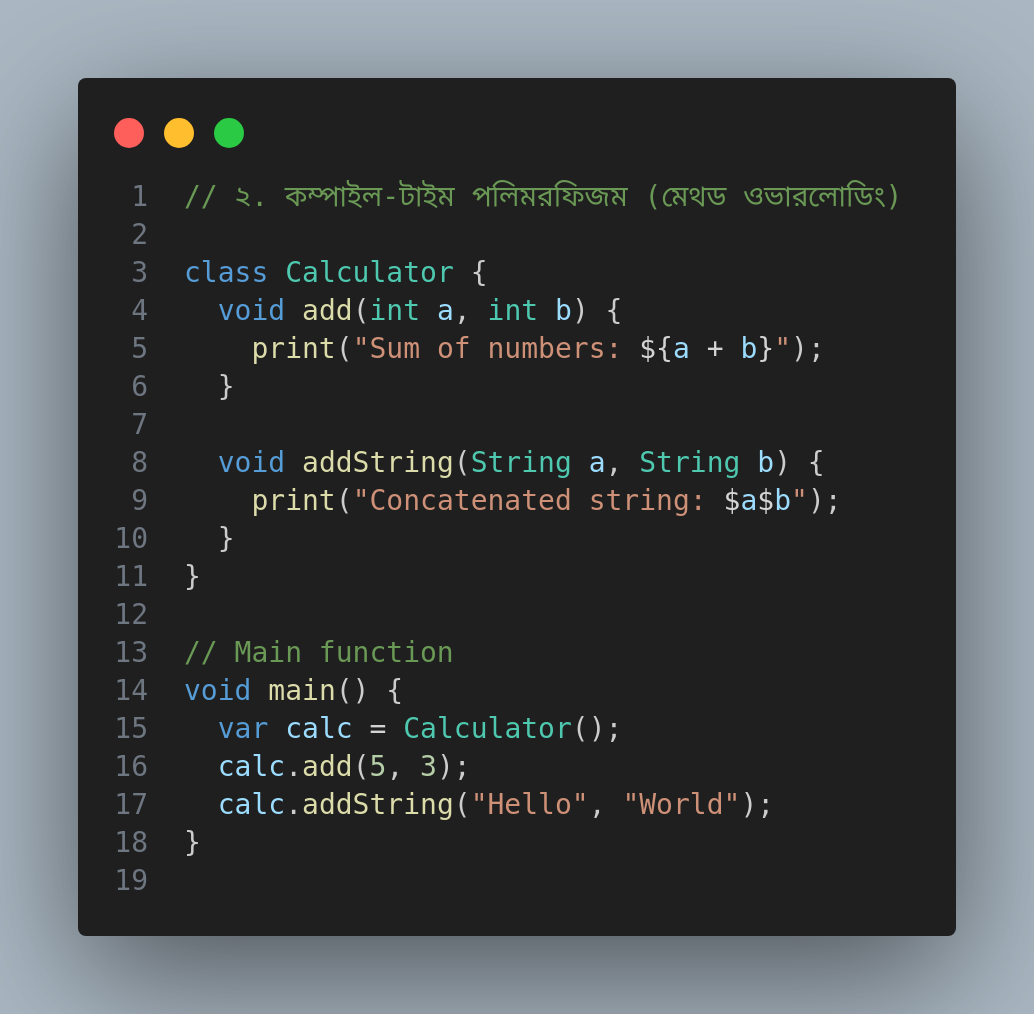 1 // ২. কম্পাইল-টাইম পলিমরফিজম (মেথড ওভারলোডিং)
2
3 class Calculator {
4   void add(int a, int b) {
5     print("Sum of numbers: ${a + b}");
6   }
7
8   void addString(String a, String b) {
9     print("Concatenated string: $a$b");
10   }
11 }
12
13 // Main function
14 void main() {
15   var calc = Calculator();
16   calc.add(5, 3);
17   calc.addString("Hello", "World");
18 }
19